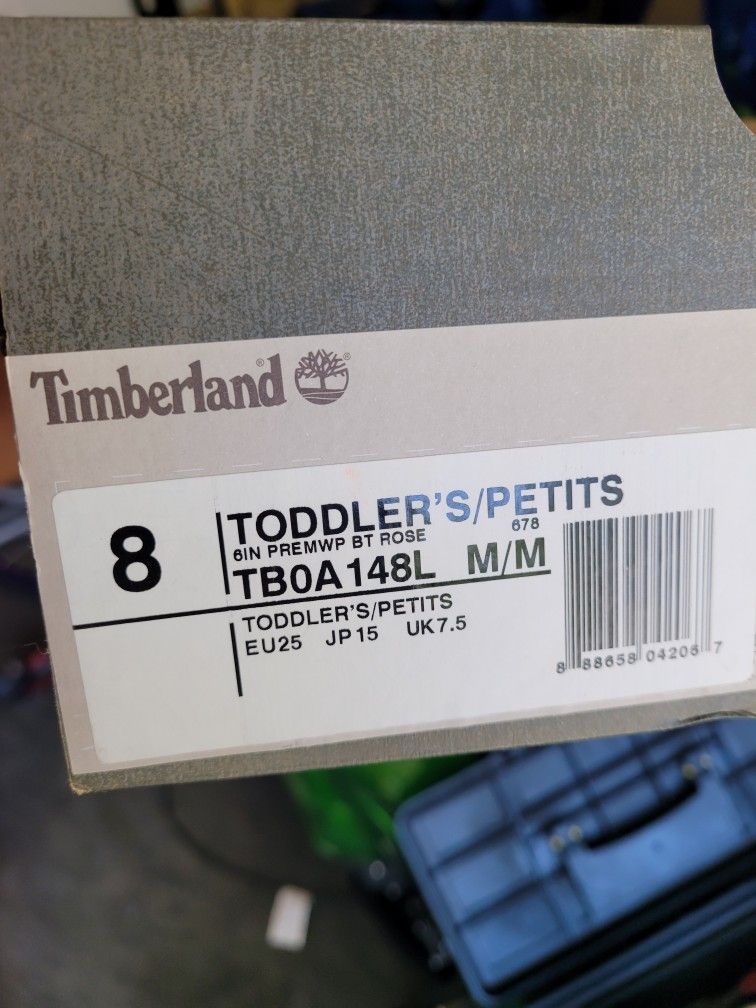 Timberland®
8
TODDLER'S/PETITS
6IN PREMWP BT ROSE 678
TB0A148L M/M
TODDLER'S/PETITS
EU25 JP15 UK7.5
8 88658 04206 7